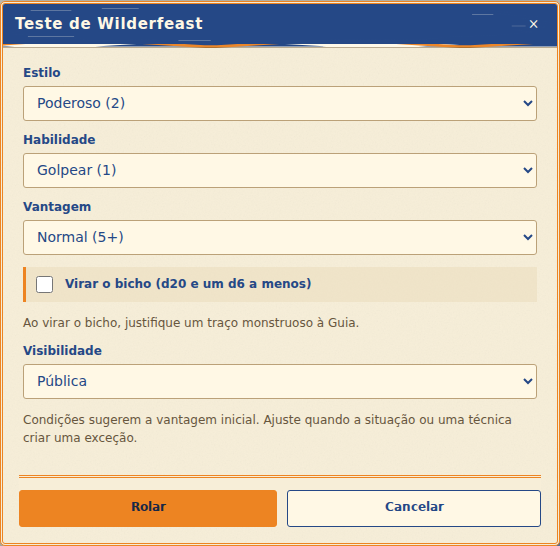 Teste de Wilderfeast
×
Estilo
Poderoso (2)
Habilidade
Golpear (1)
Vantagem
Normal (5+)
Virar o bicho (d20 e um d6 a menos)
Ao virar o bicho, justifique um traço monstruoso à Guia.
Visibilidade
Pública
Condições sugerem a vantagem inicial. Ajuste quando a situação ou uma técnica
criar uma exceção.
Rolar
Cancelar